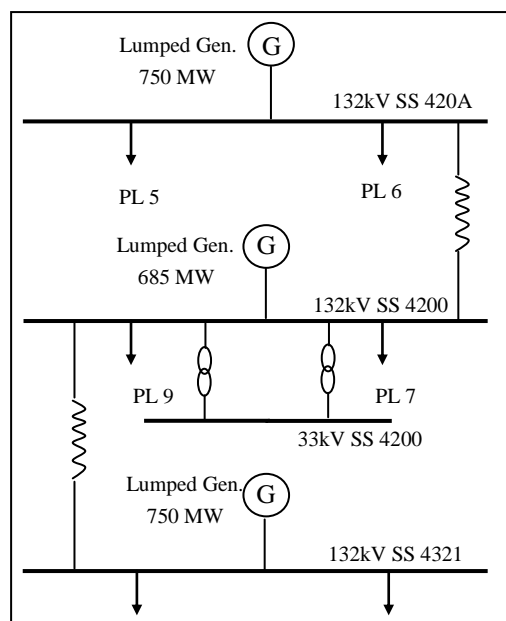 Lumped Gen.
750 MW
G
132kV SS 420A
PL 5
PL 6
Lumped Gen.
685 MW
G
132kV SS 4200
PL 9
PL 7
33kV SS 4200
Lumped Gen.
750 MW
G
132kV SS 4321